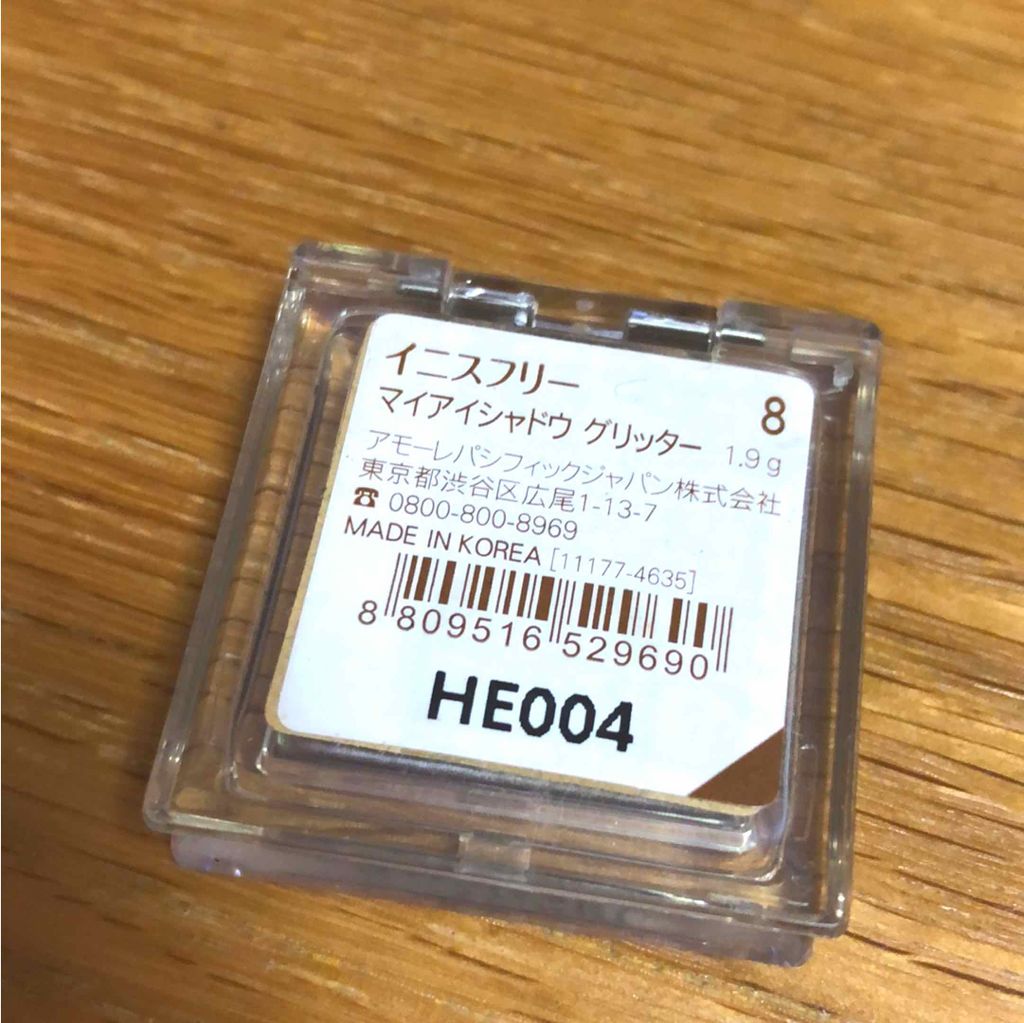 イニスフリー
マイアイシャドウ グリッター 8
1.9g
アモーレパシフィックジャパン株式会社
東京都渋谷区広尾1-13-7
☎ 0800-800-8969
MADE IN KOREA [11177-4635]
8 809516 529690
HE004